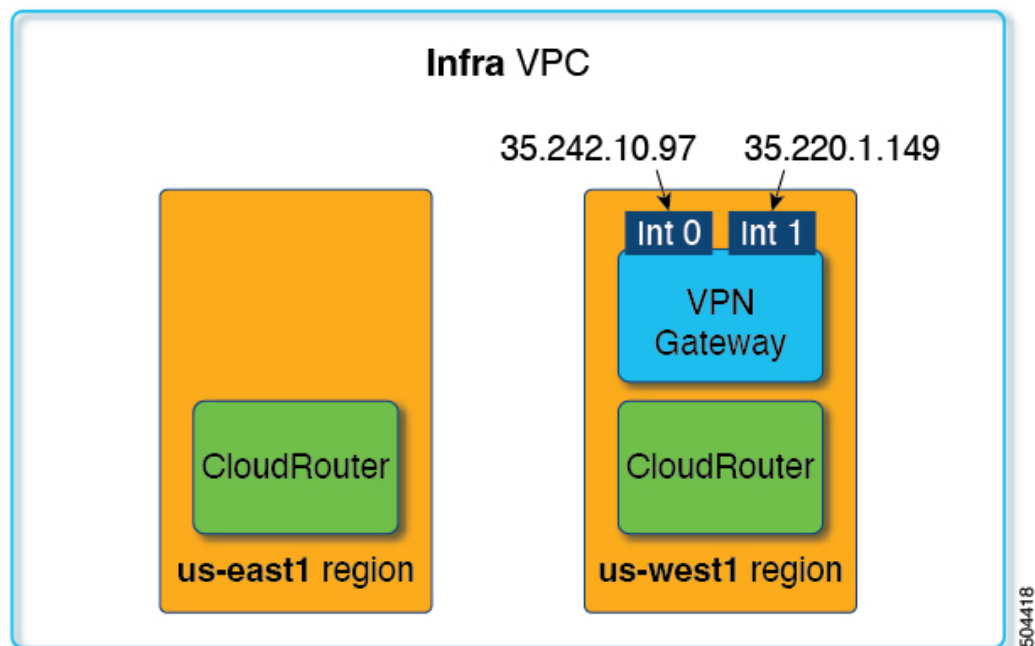 Infra VPC
35.242.10.97 35.220.1.149
Int 0 Int 1
VPN
Gateway
CloudRouter
CloudRouter
us-east1 region
us-west1 region
504418